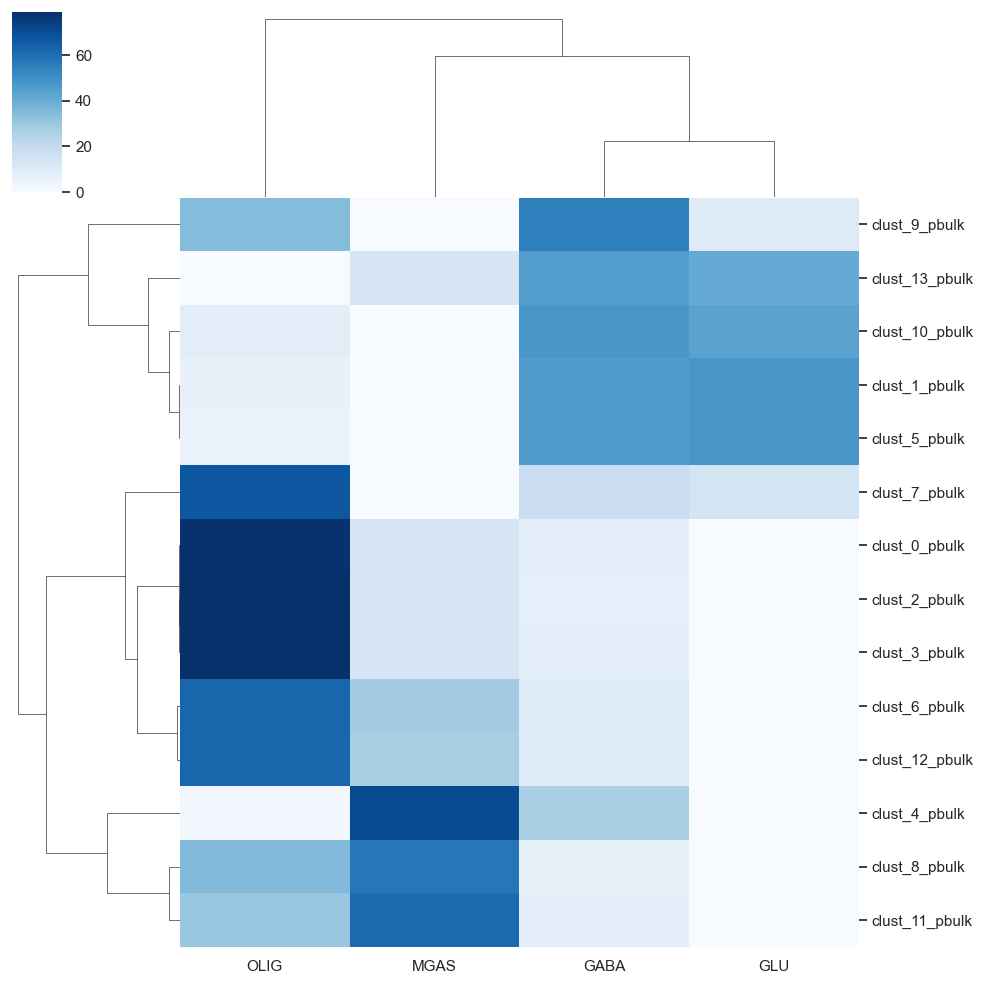 60
40
20
0
clust_9_pbulk
clust_13_pbulk
clust_10_pbulk
clust_1_pbulk
clust_5_pbulk
clust_7_pbulk
clust_0_pbulk
clust_2_pbulk
clust_3_pbulk
clust_6_pbulk
clust_12_pbulk
clust_4_pbulk
clust_8_pbulk
clust_11_pbulk
OLIG MGAS GABA GLU